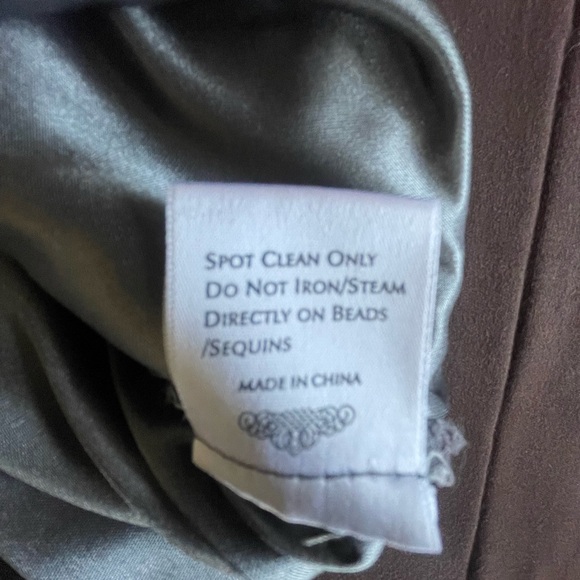 SPOT CLEAN ONLY
DO NOT IRON/STEAM
DIRECTLY ON BEADS
/SEQUINS
MADE IN CHINA